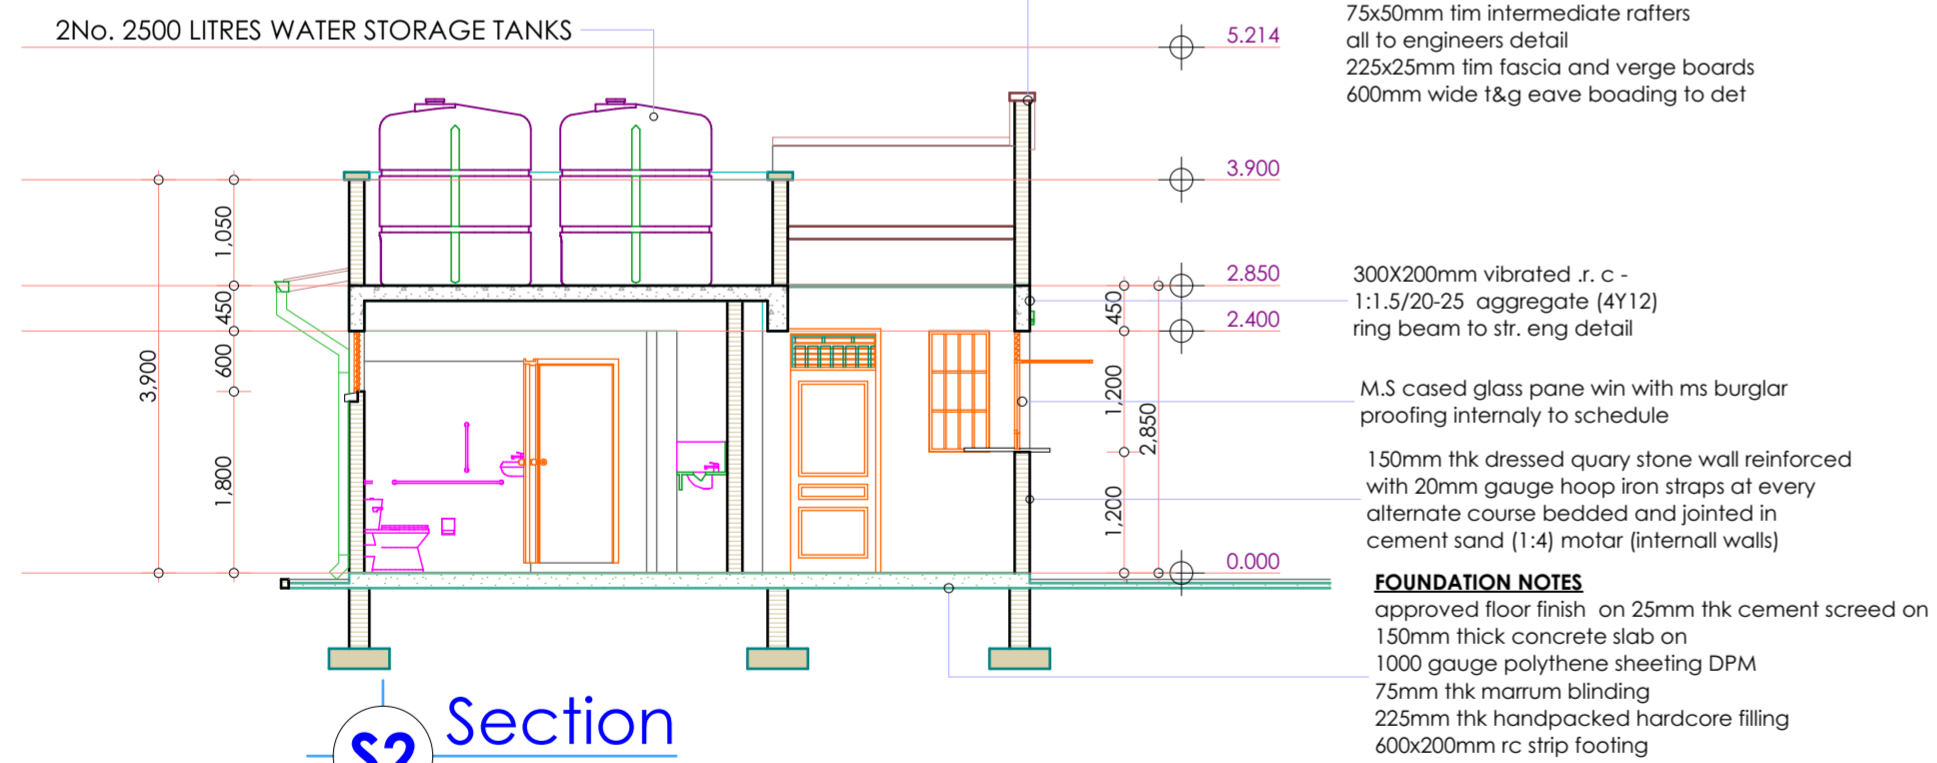 2No. 2500 LITRES WATER STORAGE TANKS
5.214
3.900
2.850
2.400
0.000
1,050
450
600
1,800
3,900
450
1,200
1,200
2,850
75x50mm tim intermediate rafters
all to engineers detail
225x25mm tim fascia and verge boards
600mm wide t&g eave boading to det
300X200mm vibrated .r. c -
1:1.5/20-25 aggregate (4Y12)
ring beam to str. eng detail
M.S cased glass pane win with ms burglar
proofing internaly to schedule
150mm thk dressed quary stone wall reinforced
with 20mm gauge hoop iron straps at every
alternate course bedded and jointed in
cement sand (1:4) motar (internall walls)
FOUNDATION NOTES
approved floor finish on 25mm thk cement screed on
150mm thick concrete slab on
1000 gauge polythene sheeting DPM
75mm thk marrum blinding
225mm thk handpacked hardcore filling
600x200mm rc strip footing
Section
S2